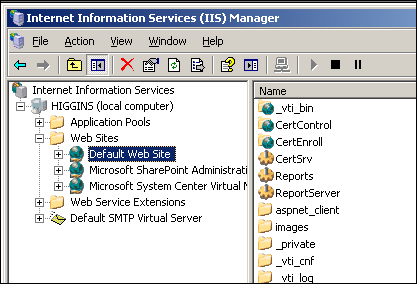 Internet Information Services (IIS) Manager
File Action View Window Help
Internet Information Services
HIGGINS (local computer)
Application Pools
Web Sites
Default Web Site
Microsoft SharePoint Administrati
Microsoft System Center Virtual
Web Service Extensions
Default SMTP Virtual Server
Name
_vti_bin
CertControl
CertEnroll
CertSrv
Reports
ReportServer
aspnet_client
images
_private
_vti_cnf
_vti_log